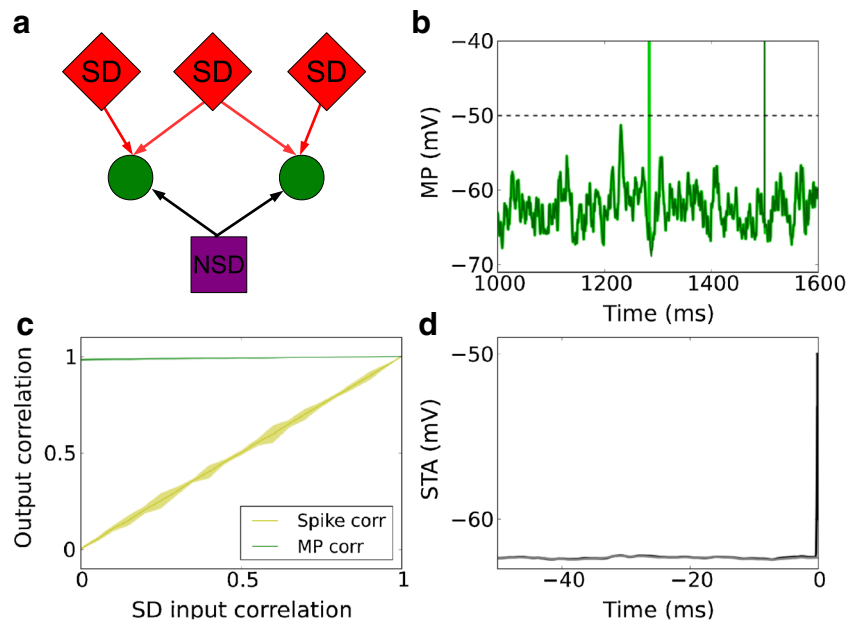 a
SD SD SD
NSD
b
−40
−50
−60
−70
MP (mV)
1000 1200 1400 1600
Time (ms)
c
1
0.5
0
Output correlation
Spike corr
MP corr
0 0.5 1
SD input correlation
d
−50
−60
STA (mV)
−40 −20 0
Time (ms)